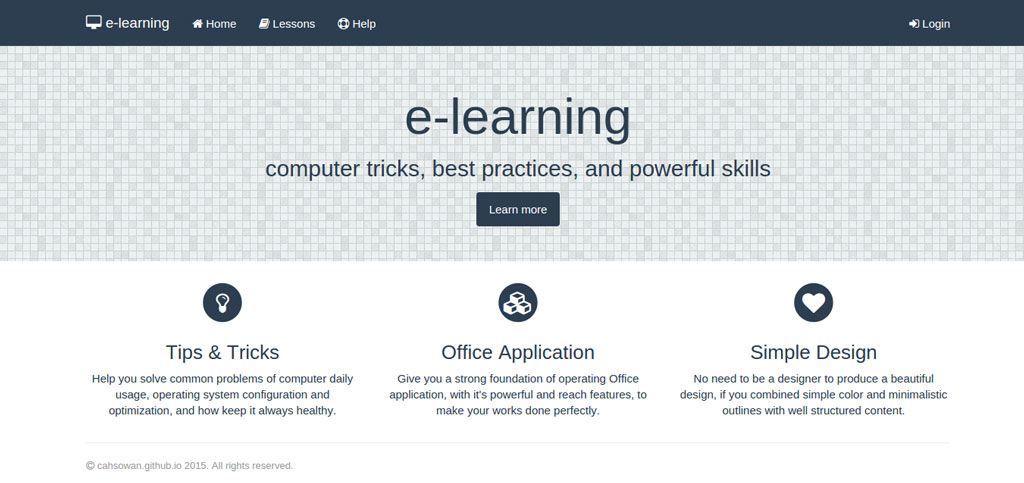 e-learning Home Lessons Help Login
e-learning
computer tricks, best practices, and powerful skills
Learn more
Tips & Tricks
Help you solve common problems of computer daily
usage, operating system configuration and
optimization, and how keep it always healthy.
Office Application
Give you a strong foundation of operating Office
application, with it's powerful and reach features, to
make your works done perfectly.
Simple Design
No need to be a designer to produce a beautiful
design, if you combined simple color and minimalistic
outlines with well structured content.
© cahsowan.github.io 2015. All rights reserved.